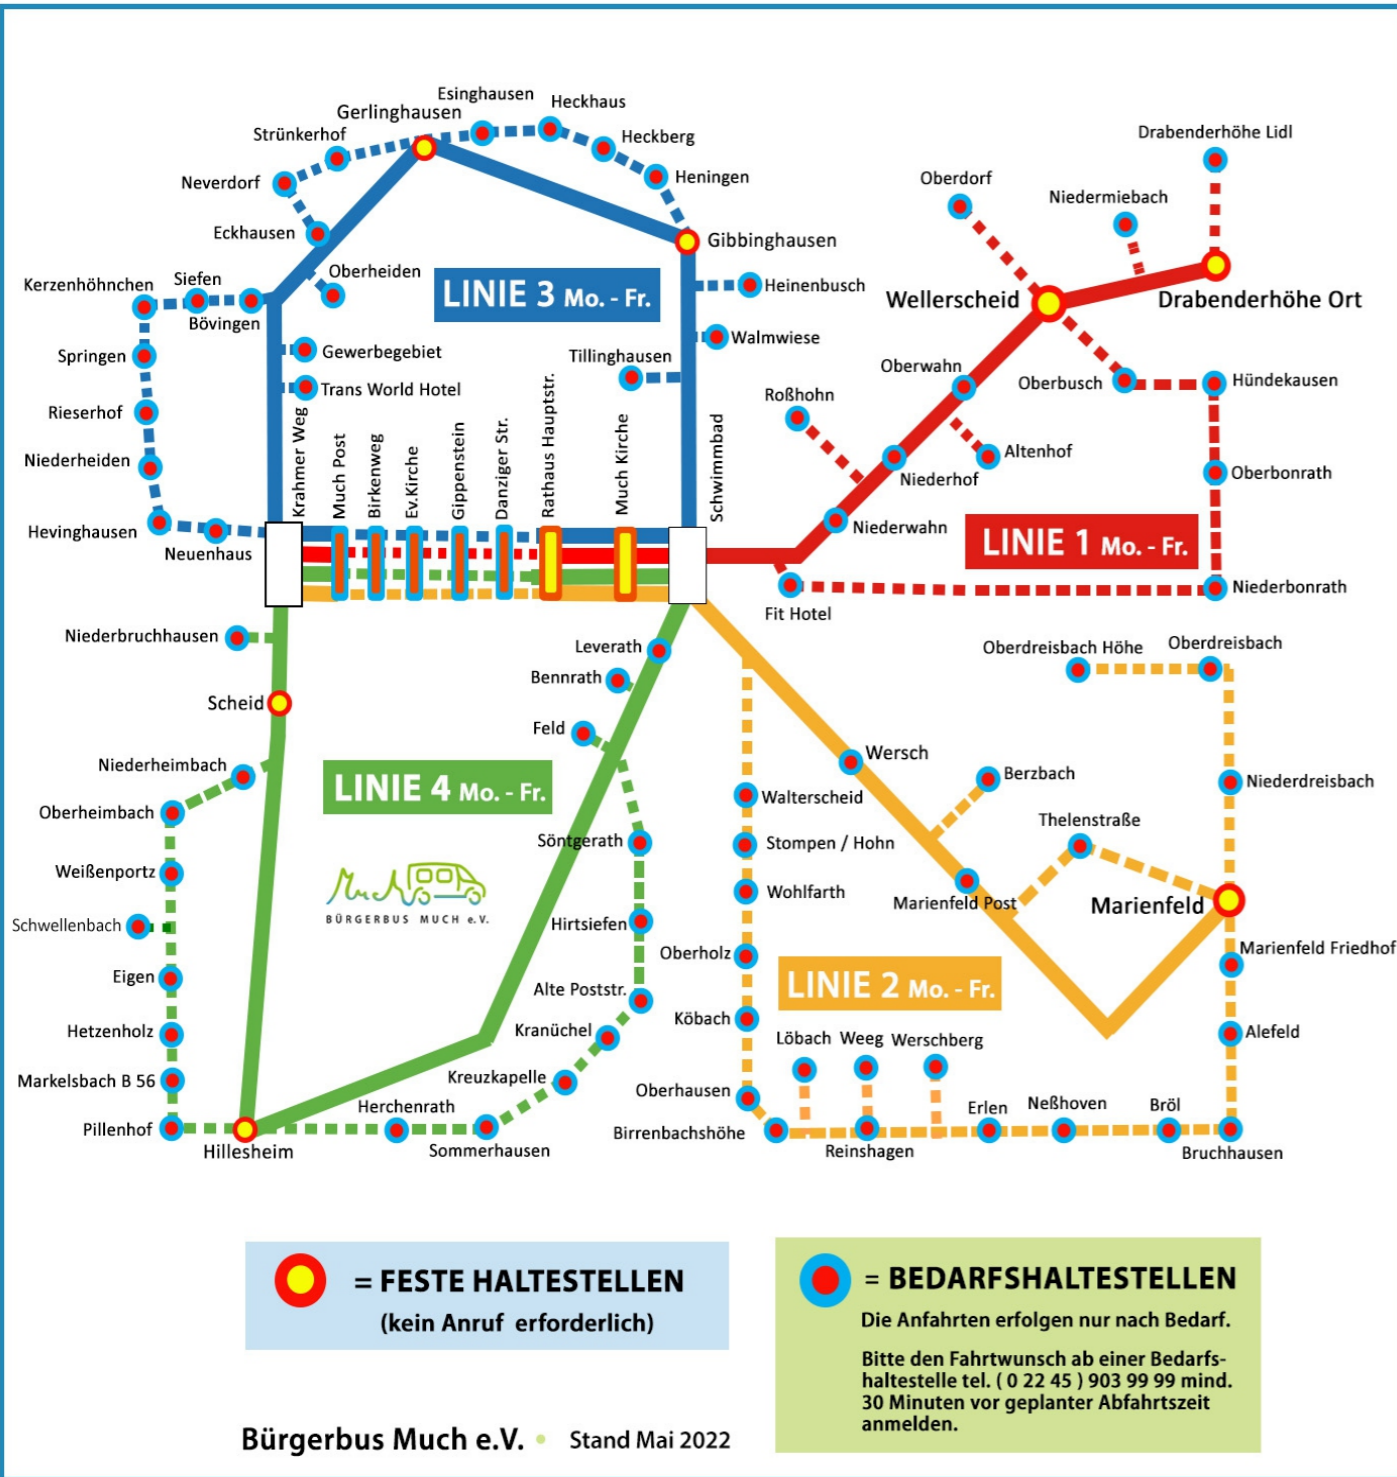 Esinghausen
Heckhaus
Gerlinghausen
Strünkerhof
Heckberg
Neverdorf
Heningen
Eckhausen
Gibbinghausen
Oberheiden
Kerzenhöhnchen
Siefen
Bövingen
LINIE 3 Mo. - Fr.
Heinenbusch
Walmwiese
Springen
Gewerbegebiet
Tillinghausen
Trans World Hotel
Rieserhof
Niederheiden
Hevinghausen
Neuenhaus
Krahmer Weg
Much Post
Birkenweg
Ev.Kirche
Gippenstein
Danziger Str.
Rathaus Hauptstr.
Much Kirche
Schwimmbad
Drabenderhöhe Lidl
Oberdorf
Niedermiebach
Wellerscheid
Drabenderhöhe Ort
Oberwahn
Oberbusch
Hündekausen
Roßhohn
Altenhof
Niederhof
Oberbonrath
Niederwahn
LINIE 1 Mo. - Fr.
Niederbonrath
Fit Hotel
Niederbruchhausen
Leverath
Bennrath
Scheid
Feld
Niederheimbach
LINIE 4 Mo. - Fr.
Oberheimbach
Söntgerath
Weißenportz
Much
BÜRGERBUS MUCH e.V.
Schwellenbach
Hirtsiefen
Eigen
Alte Poststr.
Hetzenholz
Kranüchel
Markelsbach B 56
Kreuzkapelle
Pillenhof
Herchenrath
Hillesheim
Sommerhausen
Oberdreisbach Höhe
Oberdreisbach
Wersch
Berzbach
Niederdreisbach
Walterscheid
Thelenstraße
Stompen / Hohn
Wohlfarth
Marienfeld Post
Marienfeld
Oberholz
Marienfeld Friedhof
LINIE 2 Mo. - Fr.
Köbach
Löbach
Weeg
Werschberg
Alefeld
Oberhausen
Birrenbachshöhe
Reinshagen
Erlen
Neßhoven
Bröl
Bruchhausen
= FESTE HALTESTELLEN
(kein Anruf erforderlich)
= BEDARFSHALTESTELLEN
Die Anfahrten erfolgen nur nach Bedarf.
Bitte den Fahrtwunsch ab einer Bedarfs-
haltestelle tel. ( 0 22 45 ) 903 99 99 mind.
30 Minuten vor geplanter Abfahrtszeit
anmelden.
Bürgerbus Much e.V. • Stand Mai 2022